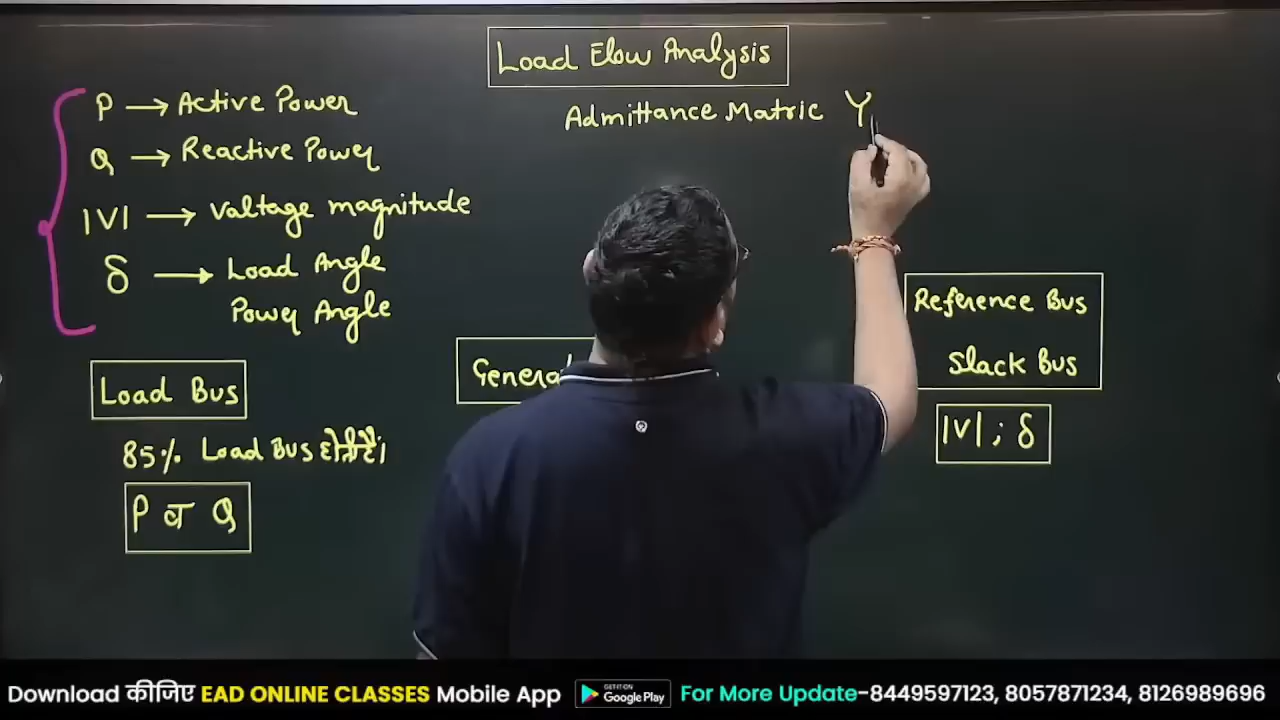 Load Flow Analysis
Admittance Matric Y
P → Active Power
Q → Reactive Power
|V| → Voltage magnitude
δ → Load Angle
Power Angle
Reference Bus
Slack Bus
|V| ; δ
Load Bus
85% Load Bus
P व Q
Download कीजिए EAD ONLINE CLASSES Mobile App
GET IT ON
Google Play
For More Update-8449597123, 8057871234, 8126989696